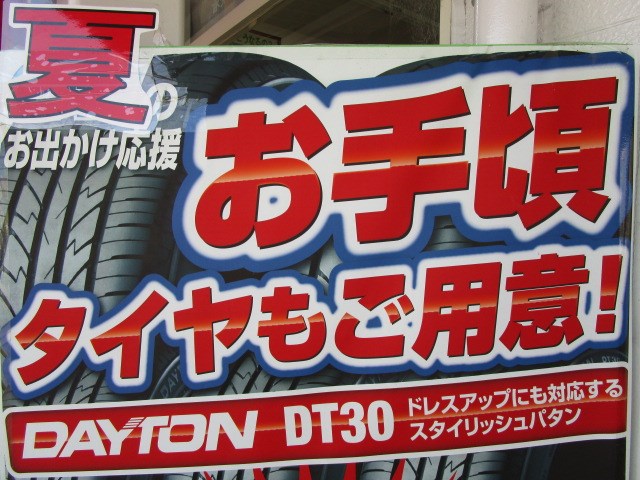 夏の
お出かけ応援
お手頃
タイヤもご用意!
DAYTON DT30
ドレスアップにも対応する
スタイリッシュパタン